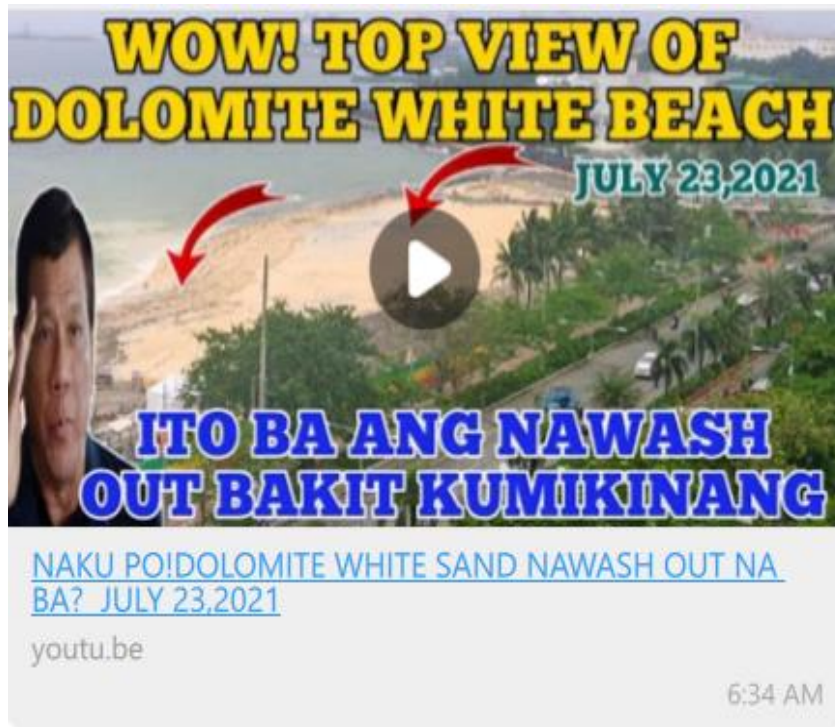 WOW! TOP VIEW OF
DOLOMITE WHITE BEACH
JULY 23,2021
ITO BA ANG NAWASH
OUT BAKIT KUMIKINANG
NAKU PO!DOLOMITE WHITE SAND NAWASH OUT NA
BA?  JULY 23,2021
youtu.be
6:34 AM